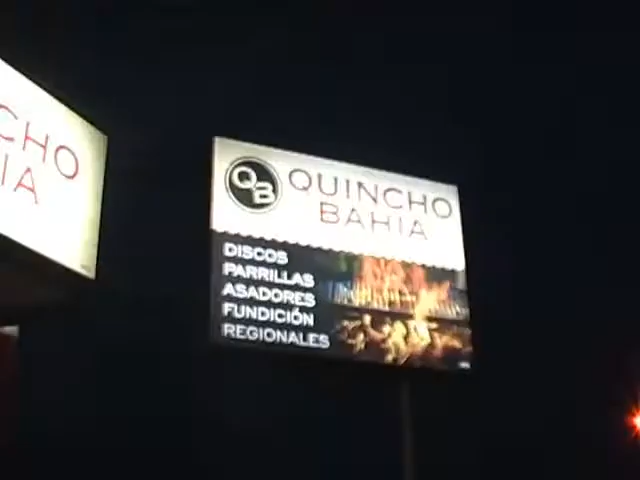 CHO
IA
QB
QUINCHO
BAHIA
DISCOS
PARRILLAS
ASADORES
FUNDICIÓN
REGIONALES